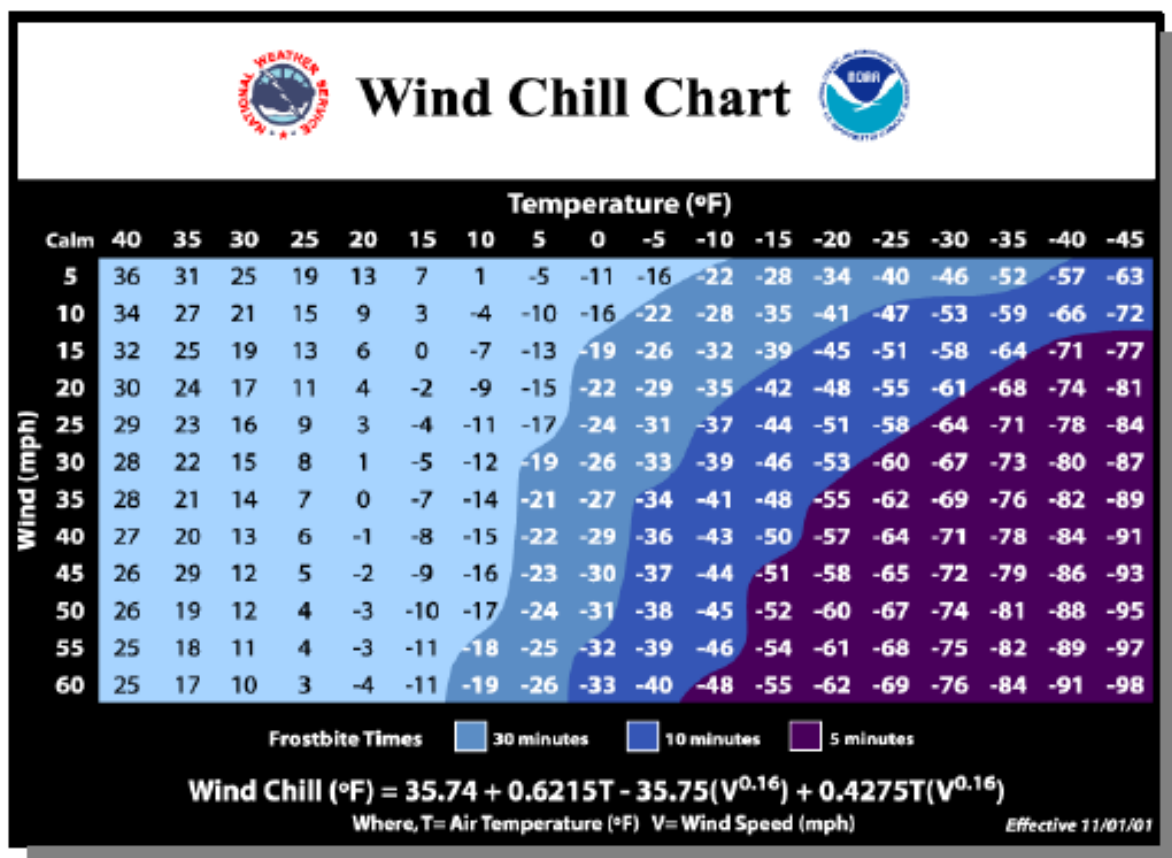 NATIONAL WEATHER SERVICE
Wind Chill Chart
NOAA
Temperature (ºF)
Calm 40 35 30 25 20 15 10 5 0 -5 -10 -15 -20 -25 -30 -35 -40 -45
Wind (mph)
5 36 31 25 19 13 7 1 -5 -11 -16 -22 -28 -34 -40 -46 -52 -57 -63
10 34 27 21 15 9 3 -4 -10 -16 -22 -28 -35 -41 -47 -53 -59 -66 -72
15 32 25 19 13 6 0 -7 -13 -19 -26 -32 -39 -45 -51 -58 -64 -71 -77
20 30 24 17 11 4 -2 -9 -15 -22 -29 -35 -42 -48 -55 -61 -68 -74 -81
25 29 23 16 9 3 -4 -11 -17 -24 -31 -37 -44 -51 -58 -64 -71 -78 -84
30 28 22 15 8 1 -5 -12 -19 -26 -33 -39 -46 -53 -60 -67 -73 -80 -87
35 28 21 14 7 0 -7 -14 -21 -27 -34 -41 -48 -55 -62 -69 -76 -82 -89
40 27 20 13 6 -1 -8 -15 -22 -29 -36 -43 -50 -57 -64 -71 -78 -84 -91
45 26 29 12 5 -2 -9 -16 -23 -30 -37 -44 -51 -58 -65 -72 -79 -86 -93
50 26 19 12 4 -3 -10 -17 -24 -31 -38 -45 -52 -60 -67 -74 -81 -88 -95
55 25 18 11 4 -3 -11 -18 -25 -32 -39 -46 -54 -61 -68 -75 -82 -89 -97
60 25 17 10 3 -4 -11 -19 -26 -33 -40 -48 -55 -62 -69 -76 -84 -91 -98
Frostbite Times 30 minutes 10 minutes 5 minutes
Wind Chill (ºF) = 35.74 + 0.6215T - 35.75(V^0.16) + 0.4275T(V^0.16)
Where, T= Air Temperature (ºF) V= Wind Speed (mph)
Effective 11/01/01